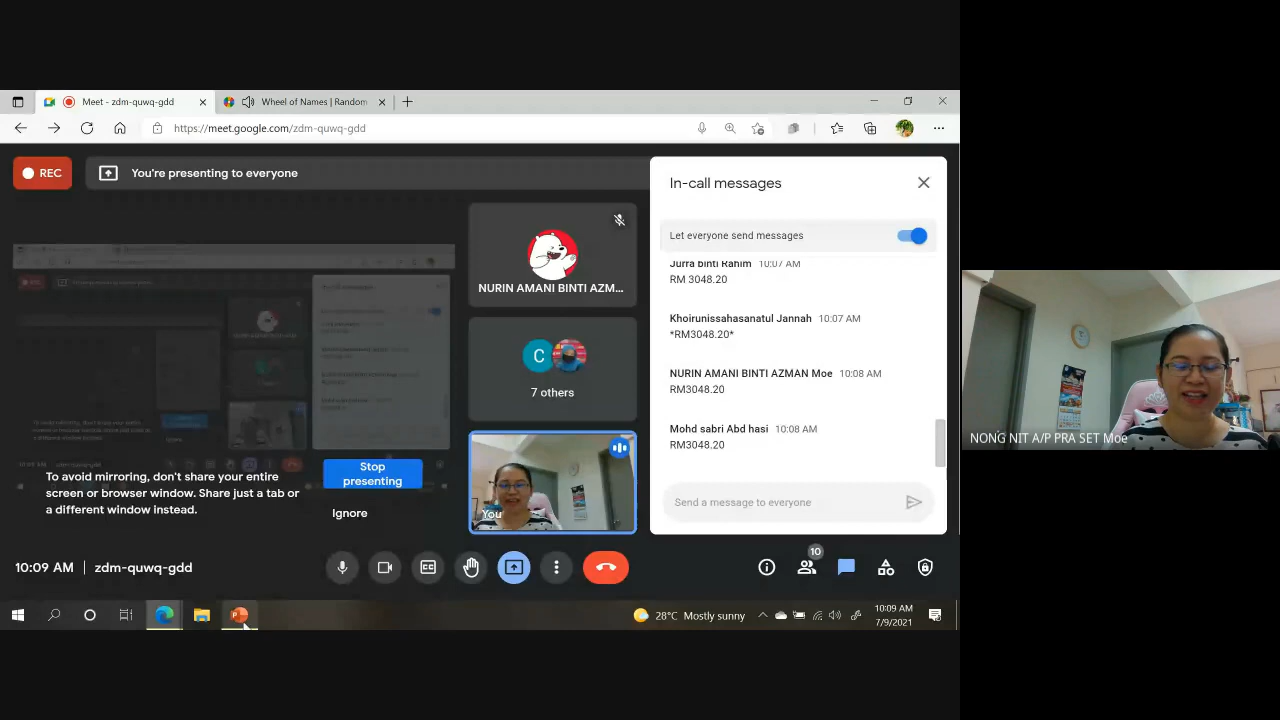 Meet - zdm-quwq-gdd
Wheel of Names | Random
https://meet.google.com/zdm-quwq-gdd
REC
You're presenting to everyone
In-call messages
Let everyone send messages
Jurra binti Rahim 10:07 AM
RM 3048.20
Khoirunissahasanatul Jannah 10:07 AM
*RM3048.20*
NURIN AMANI BINTI AZMAN Moe 10:08 AM
RM3048.20
Mohd sabri Abd hasi 10:08 AM
RM3048.20
Send a message to everyone
NURIN AMANI BINTI AZM...
C
7 others
You
To avoid mirroring, don't share your entire
screen or browser window. Share just a tab or
a different window instead.
Stop
presenting
Ignore
10:09 AM | zdm-quwq-gdd
CC
10
NONG NIT A/P PRA SET Moe
P
28°C Mostly sunny
10:09 AM
7/9/2021